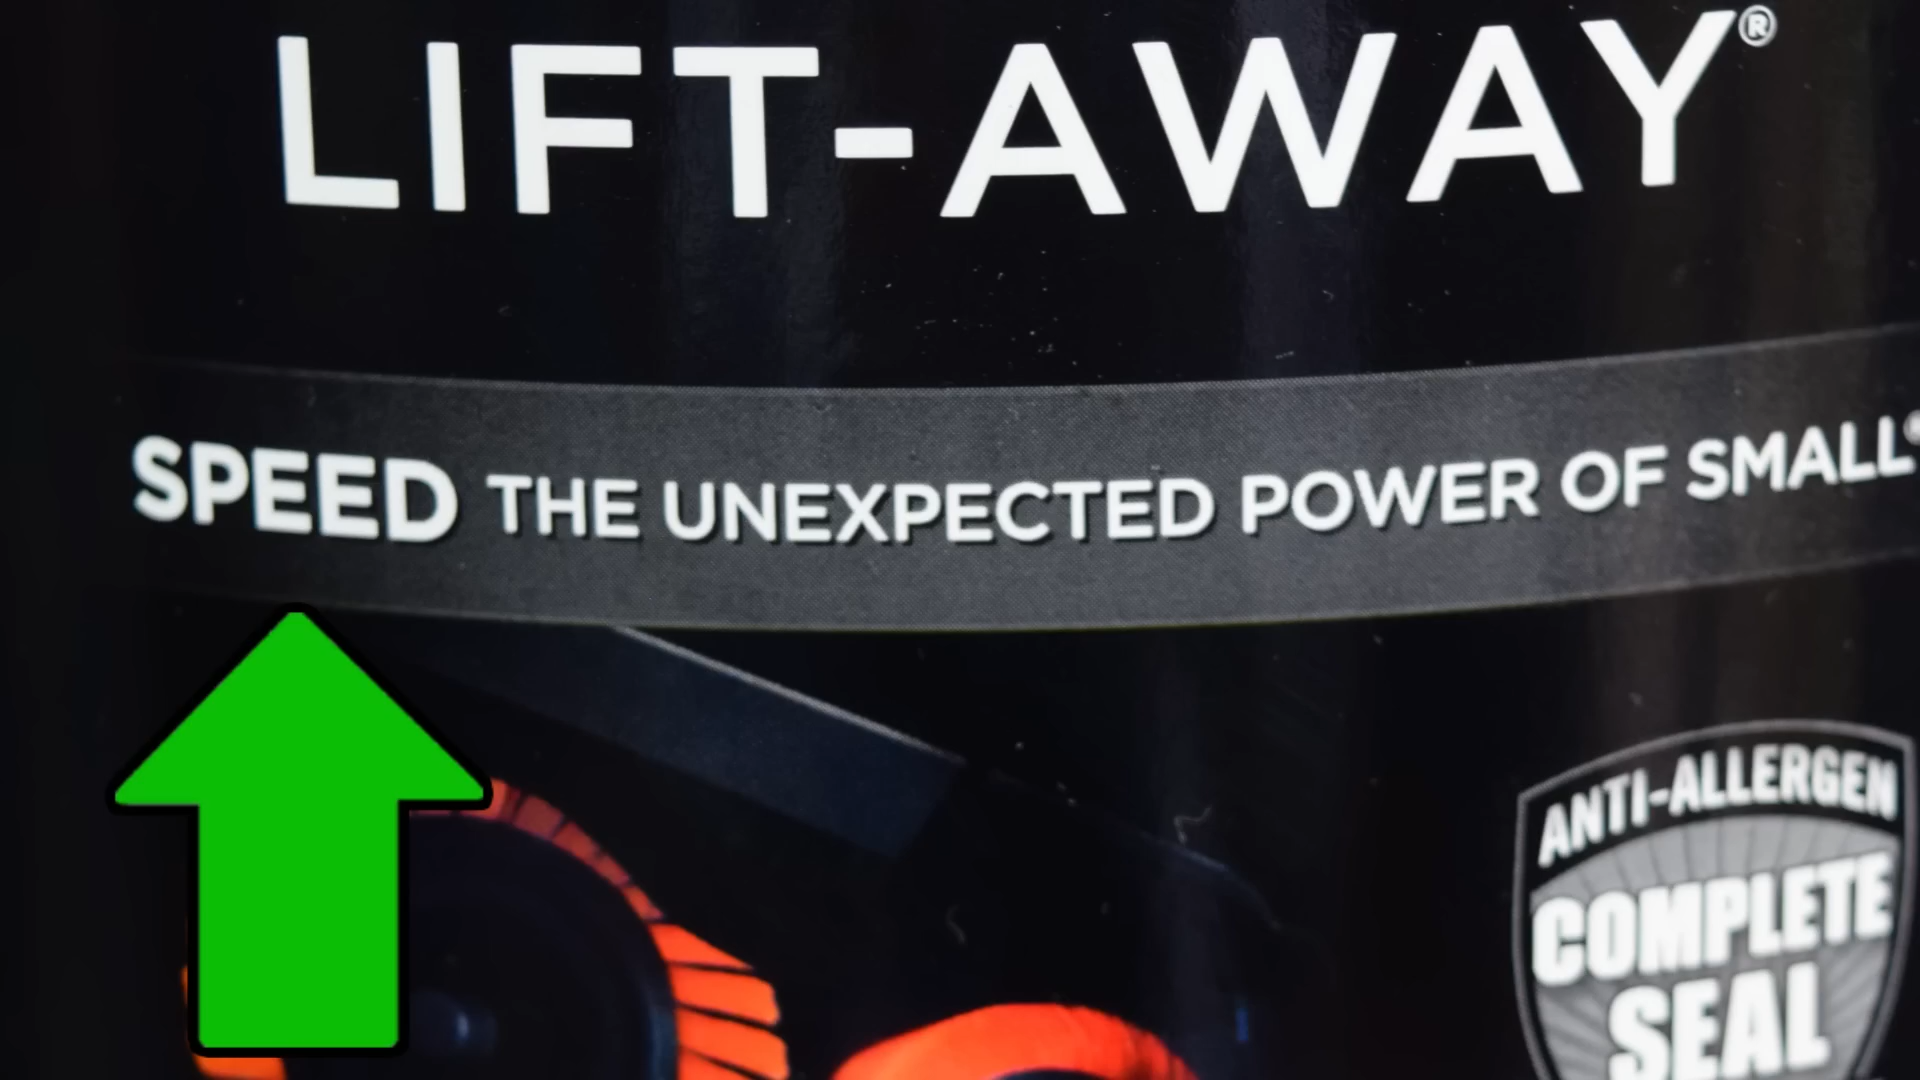 LIFT-AWAY®
SPEED THE UNEXPECTED POWER OF SMALL
ANTI-ALLERGEN
COMPLETE
SEAL